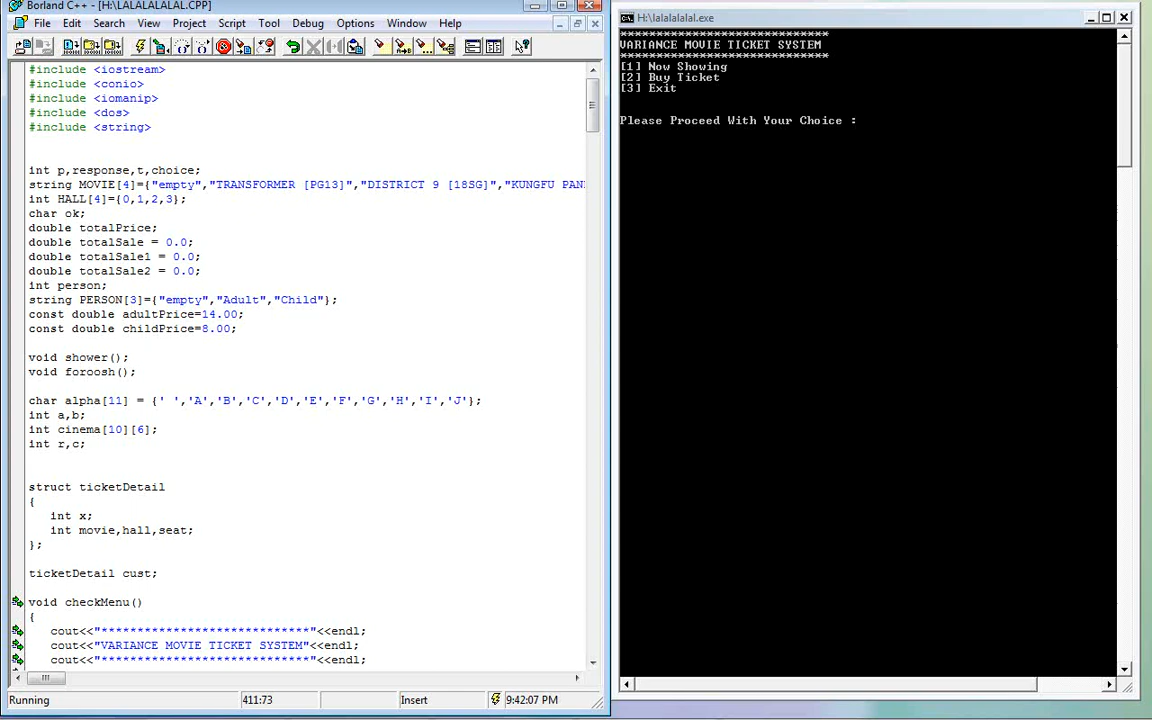 Borland C++ - [H:\LALALALALAL.CPP]
File Edit Search View Project Script Tool Debug Options Window Help
#include <iostream>
#include <conio>
#include <iomanip>
#include <dos>
#include <string>
int p,response,t,choice;
string MOVIE[4]={"empty","TRANSFORMER [PG13]","DISTRICT 9 [18SG]","KUNGFU PAN
int HALL[4]={0,1,2,3};
char ok;
double totalPrice;
double totalSale = 0.0;
double totalSale1 = 0.0;
double totalSale2 = 0.0;
int person;
string PERSON[3]={"empty","Adult","Child"};
const double adultPrice=14.00;
const double childPrice=8.00;
void shower();
void foroosh();
char alpha[11] = {' ','A','B','C','D','E','F','G','H','I','J'};
int a,b;
int cinema[10][6];
int r,c;
struct ticketDetail
{
int x;
int movie,hall,seat;
};
ticketDetail cust;
void checkMenu()
{
cout<<"*****************************"<<endl;
cout<<"VARIANCE MOVIE TICKET SYSTEM"<<endl;
cout<<"*****************************"<<endl;
Running 411:73 Insert 9:42:07 PM
H:\lalalalalal.exe
*****************************
VARIANCE MOVIE TICKET SYSTEM
*****************************
[1] Now Showing
[2] Buy Ticket
[3] Exit
Please Proceed With Your Choice :